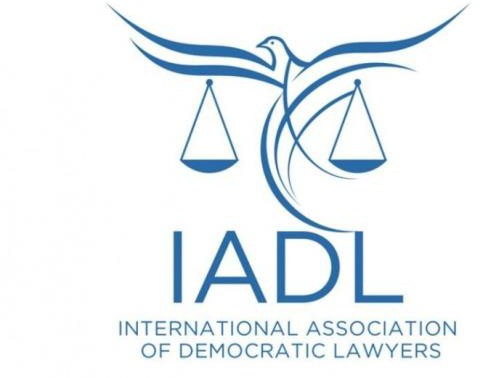 IADL
INTERNATIONAL ASSOCIATION
OF DEMOCRATIC LAWYERS